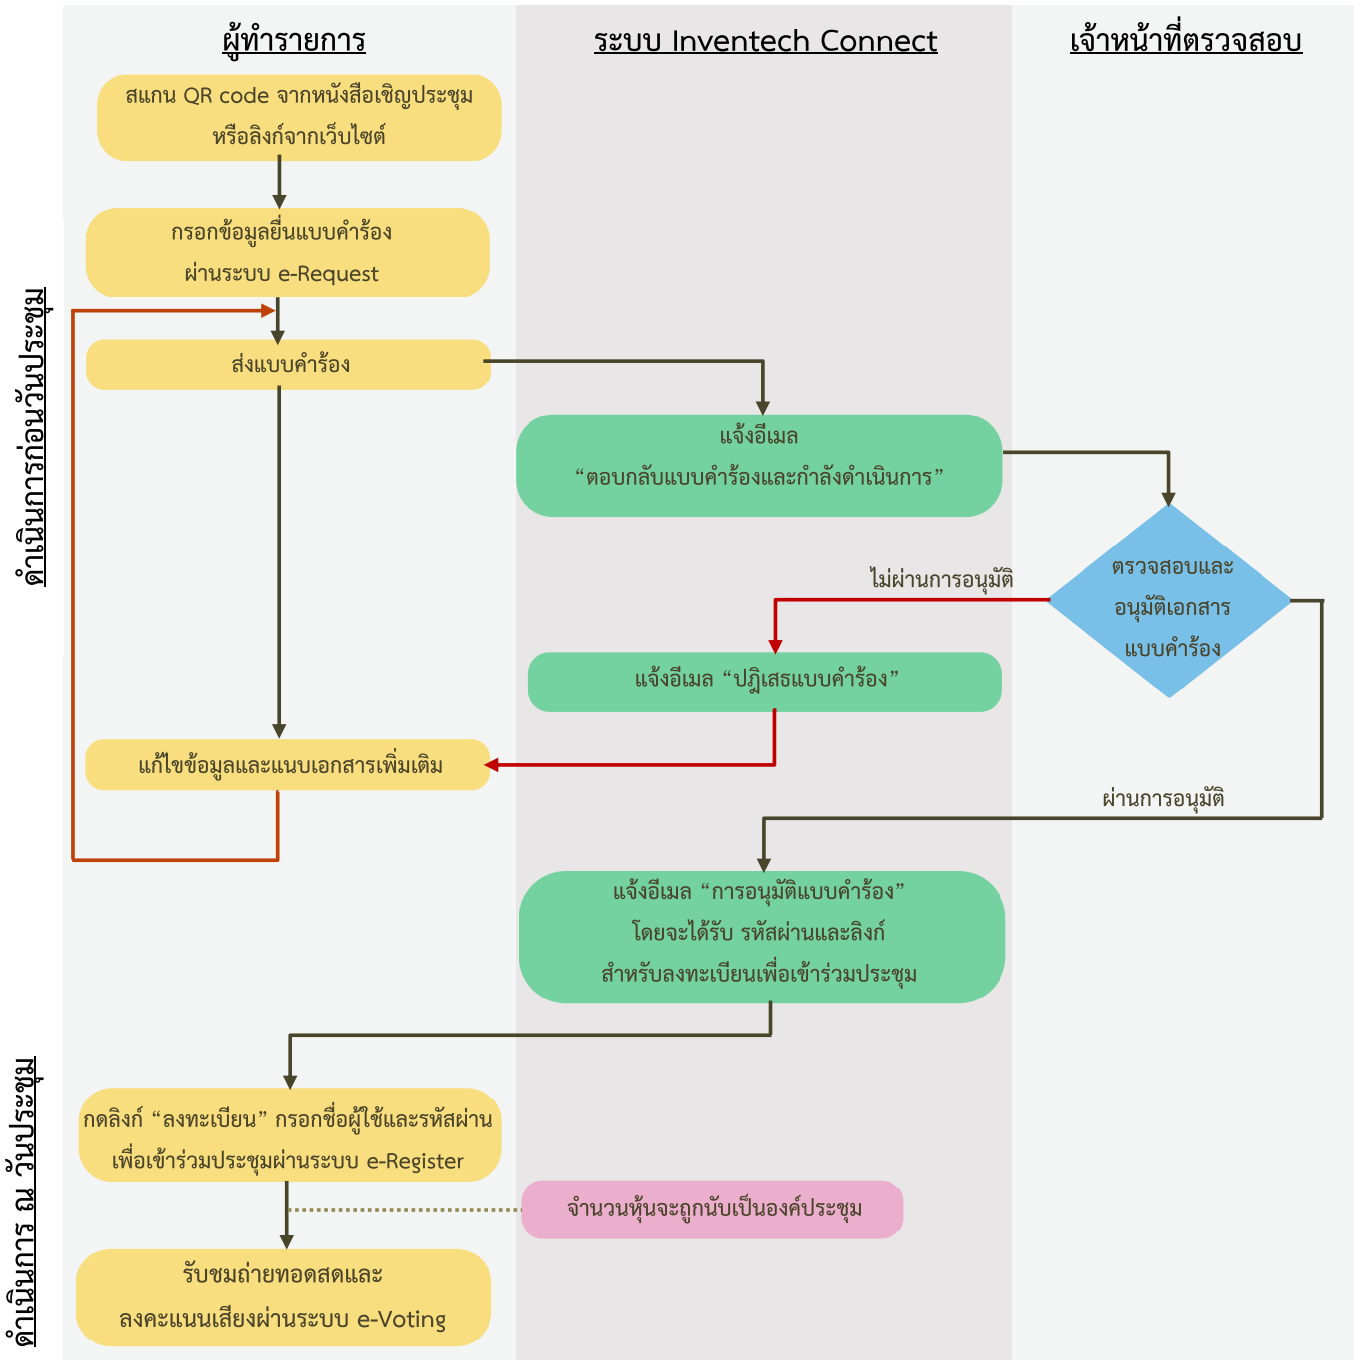 ผู้ทำรายการ
ระบบ Inventech Connect
เจ้าหน้าที่ตรวจสอบ
ดำเนินการก่อนวันประชุม
สแกน QR code จากหนังสือเชิญประชุม
หรือลิงก์จากเว็บไซต์
กรอกข้อมูลยื่นแบบคำร้อง
ผ่านระบบ e-Request
ส่งแบบคำร้อง
แจ้งอีเมล
“ตอบกลับแบบคำร้องและกำลังดำเนินการ”
ตรวจสอบและ
อนุมัติเอกสาร
แบบคำร้อง
ไม่ผ่านการอนุมัติ
แจ้งอีเมล “ปฎิเสธแบบคำร้อง”
แก้ไขข้อมูลและแนบเอกสารเพิ่มเติม
ผ่านการอนุมัติ
แจ้งอีเมล “การอนุมัติแบบคำร้อง”
โดยจะได้รับ รหัสผ่านและลิงก์
สำหรับลงทะเบียนเพื่อเข้าร่วมประชุม
ดำเนินการ ณ วันประชุม
กดลิงก์ “ลงทะเบียน” กรอกชื่อผู้ใช้และรหัสผ่าน
เพื่อเข้าร่วมประชุมผ่านระบบ e-Register
จำนวนหุ้นจะถูกนับเป็นองค์ประชุม
รับชมถ่ายทอดสดและ
ลงคะแนนเสียงผ่านระบบ e-Voting